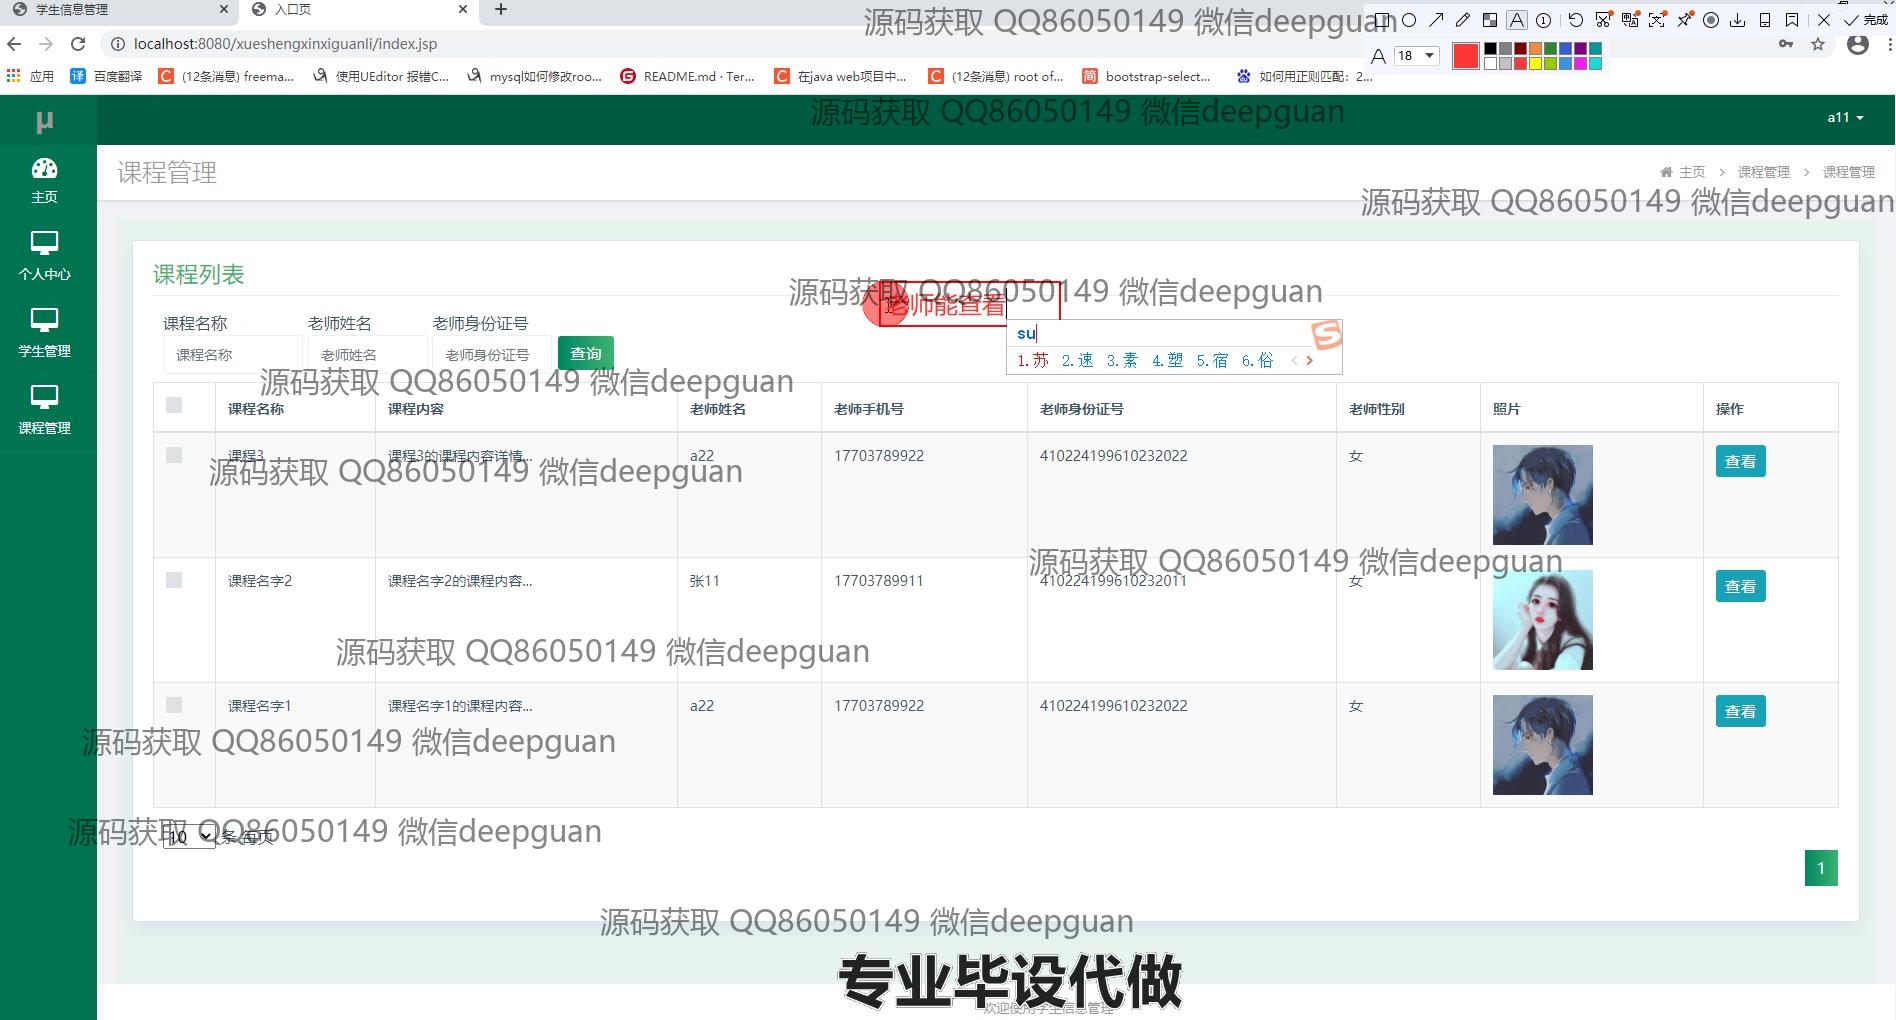 学生信息管理
入口页
源码获取 QQ86050149 微信deepguan
完成
localhost:8080/xueshengxinxiguanli/index.jsp
A 18
应用
百度翻译
(12条消息) freema...
使用UEditor 报错C...
mysql如何修改roo...
README.md · Ter...
在java web项目中...
(12条消息) root of...
bootstrap-select...
如何用正则匹配：2...
μ
源码获取 QQ86050149 微信deepguan
a11
主页
课程管理
主页 > 课程管理 > 课程管理
源码获取 QQ86050149 微信deepguan
个人中心
学生管理
课程管理
课程列表
源码获取 QQ86050149 微信deepguan
老师能查看
su
1.苏 2.速 3.素 4.塑 5.宿 6.俗
课程名称 老师姓名 老师身份证号
课程名称 老师姓名 老师身份证号 查询
源码获取 QQ86050149 微信deepguan
课程名称 课程内容 老师姓名 老师手机号 老师身份证号 老师性别 照片 操作
课程3 课程3的课程内容详情... a22 17703789922 410224199610232022 女 查看
源码获取 QQ86050149 微信deepguan
源码获取 QQ86050149 微信deepguan
课程名字2 课程名字2的课程内容... 张11 17703789911 410224199610232011 女 查看
源码获取 QQ86050149 微信deepguan
课程名字1 课程名字1的课程内容... a22 17703789922 410224199610232022 女 查看
源码获取 QQ86050149 微信deepguan
源码获取 QQ86050149 微信deepguan
10 条 每页
1
源码获取 QQ86050149 微信deepguan
专业毕设代做
欢迎使用学生信息管理